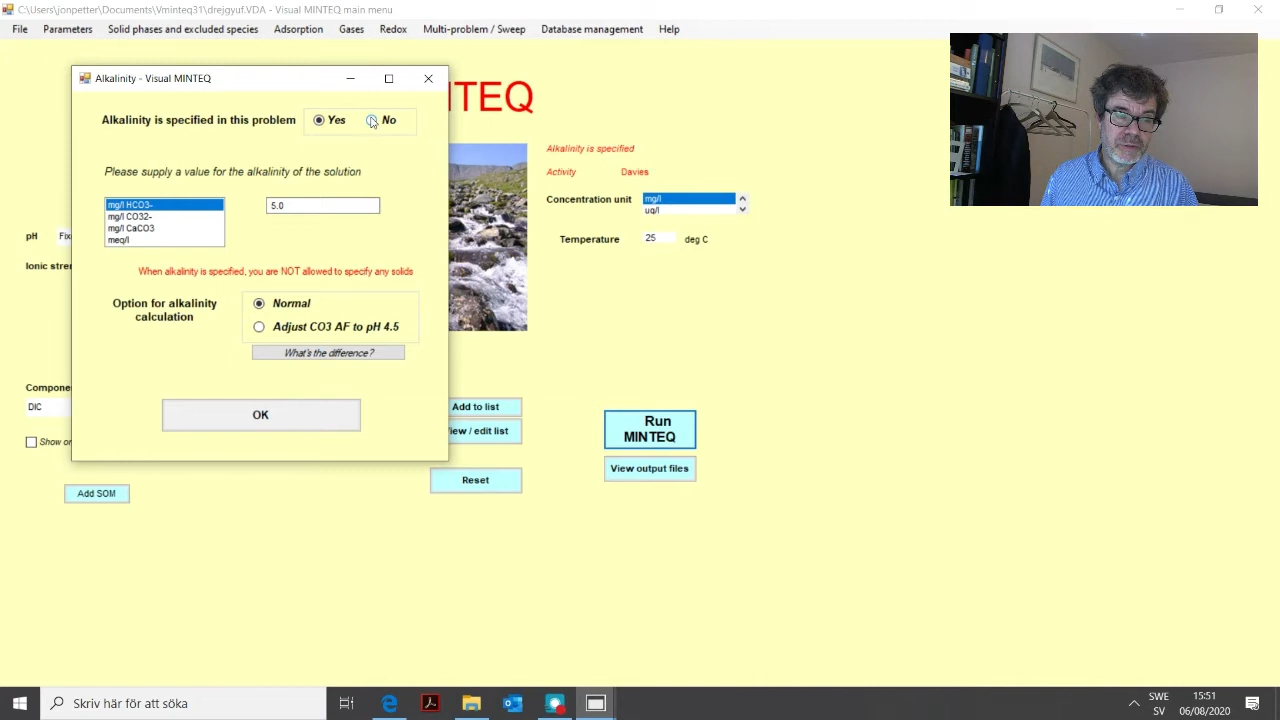 C:\Users\jonpetter\Documents\Vminteq31\drejgyuf.VDA - Visual MINTEQ main menu
File Parameters Solid phases and excluded species Adsorption Gases Redox Multi-problem / Sweep Database management Help
Alkalinity - Visual MINTEQ
NTEQ
Alkalinity is specified in this problem Yes No
Alkalinity is specified
Please supply a value for the alkalinity of the solution
Activity Davies
mg/l HCO3-
mg/l CO32-
mg/l CaCO3
meq/l
5.0
Concentration unit mg/l
ug/l
pH Fix
Temperature 25 deg C
Ionic stren
When alkalinity is specified, you are NOT allowed to specify any solids
Option for alkalinity
calculation
Normal
Adjust CO3 AF to pH 4.5
What's the difference?
Compone
DIC
Add to list
OK
Run
MINTEQ
iew / edit list
Show or
View output files
Reset
Add SOM
Skriv här för att söka
SWE
SV
15:51
06/08/2020